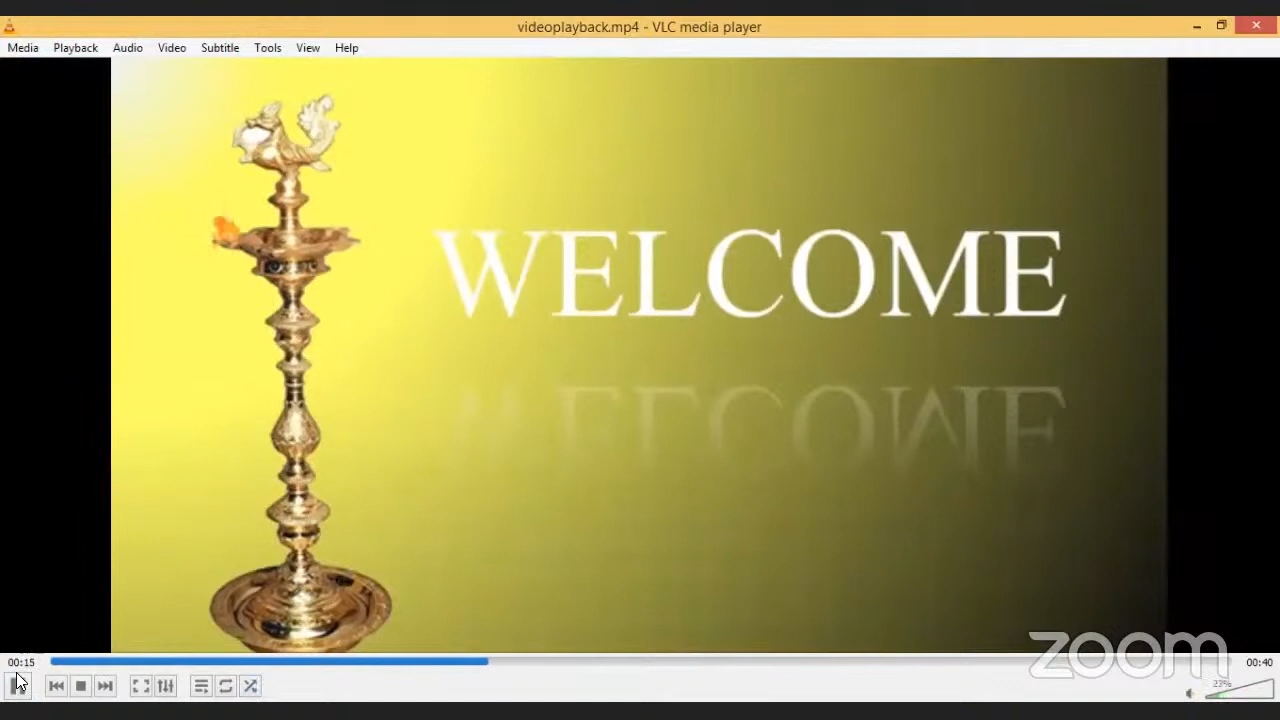 videoplayback.mp4 - VLC media player
Media Playback Audio Video Subtitle Tools View Help
WELCOME
zoom
00:15
00:40
23%